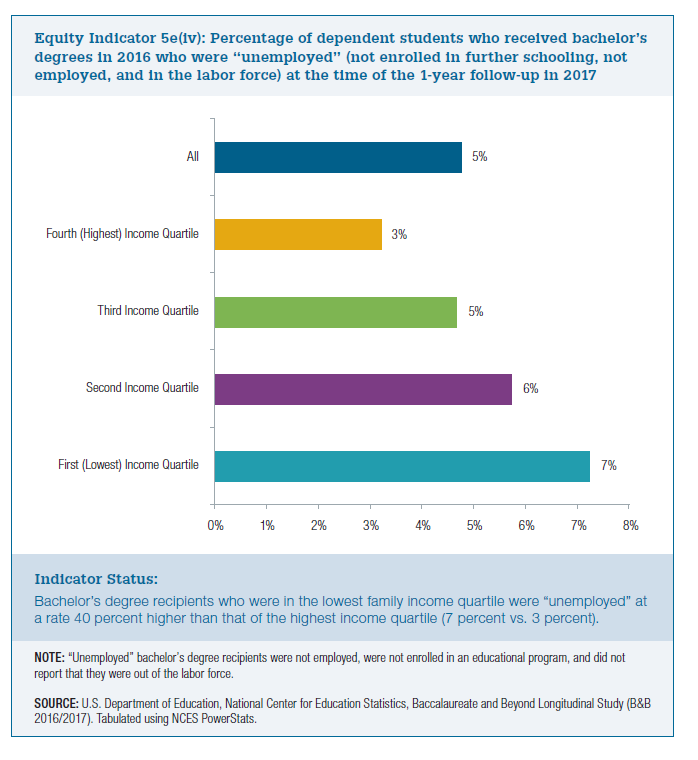 Equity Indicator 5e(iv): Percentage of dependent students who received bachelor's
degrees in 2016 who were “unemployed” (not enrolled in further schooling, not
employed, and in the labor force) at the time of the 1-year follow-up in 2017
All
5%
Fourth (Highest) Income Quartile
3%
Third Income Quartile
5%
Second Income Quartile
6%
First (Lowest) Income Quartile
7%
0% 1% 2% 3% 4% 5% 6% 7% 8%
Indicator Status:
Bachelor's degree recipients who were in the lowest family income quartile were “unemployed” at
a rate 40 percent higher than that of the highest income quartile (7 percent vs. 3 percent).
NOTE: “Unemployed” bachelor's degree recipients were not employed, were not enrolled in an educational program, and did not
report that they were out of the labor force.
SOURCE: U.S. Department of Education, National Center for Education Statistics, Baccalaureate and Beyond Longitudinal Study (B&B
2016/2017). Tabulated using NCES PowerStats.